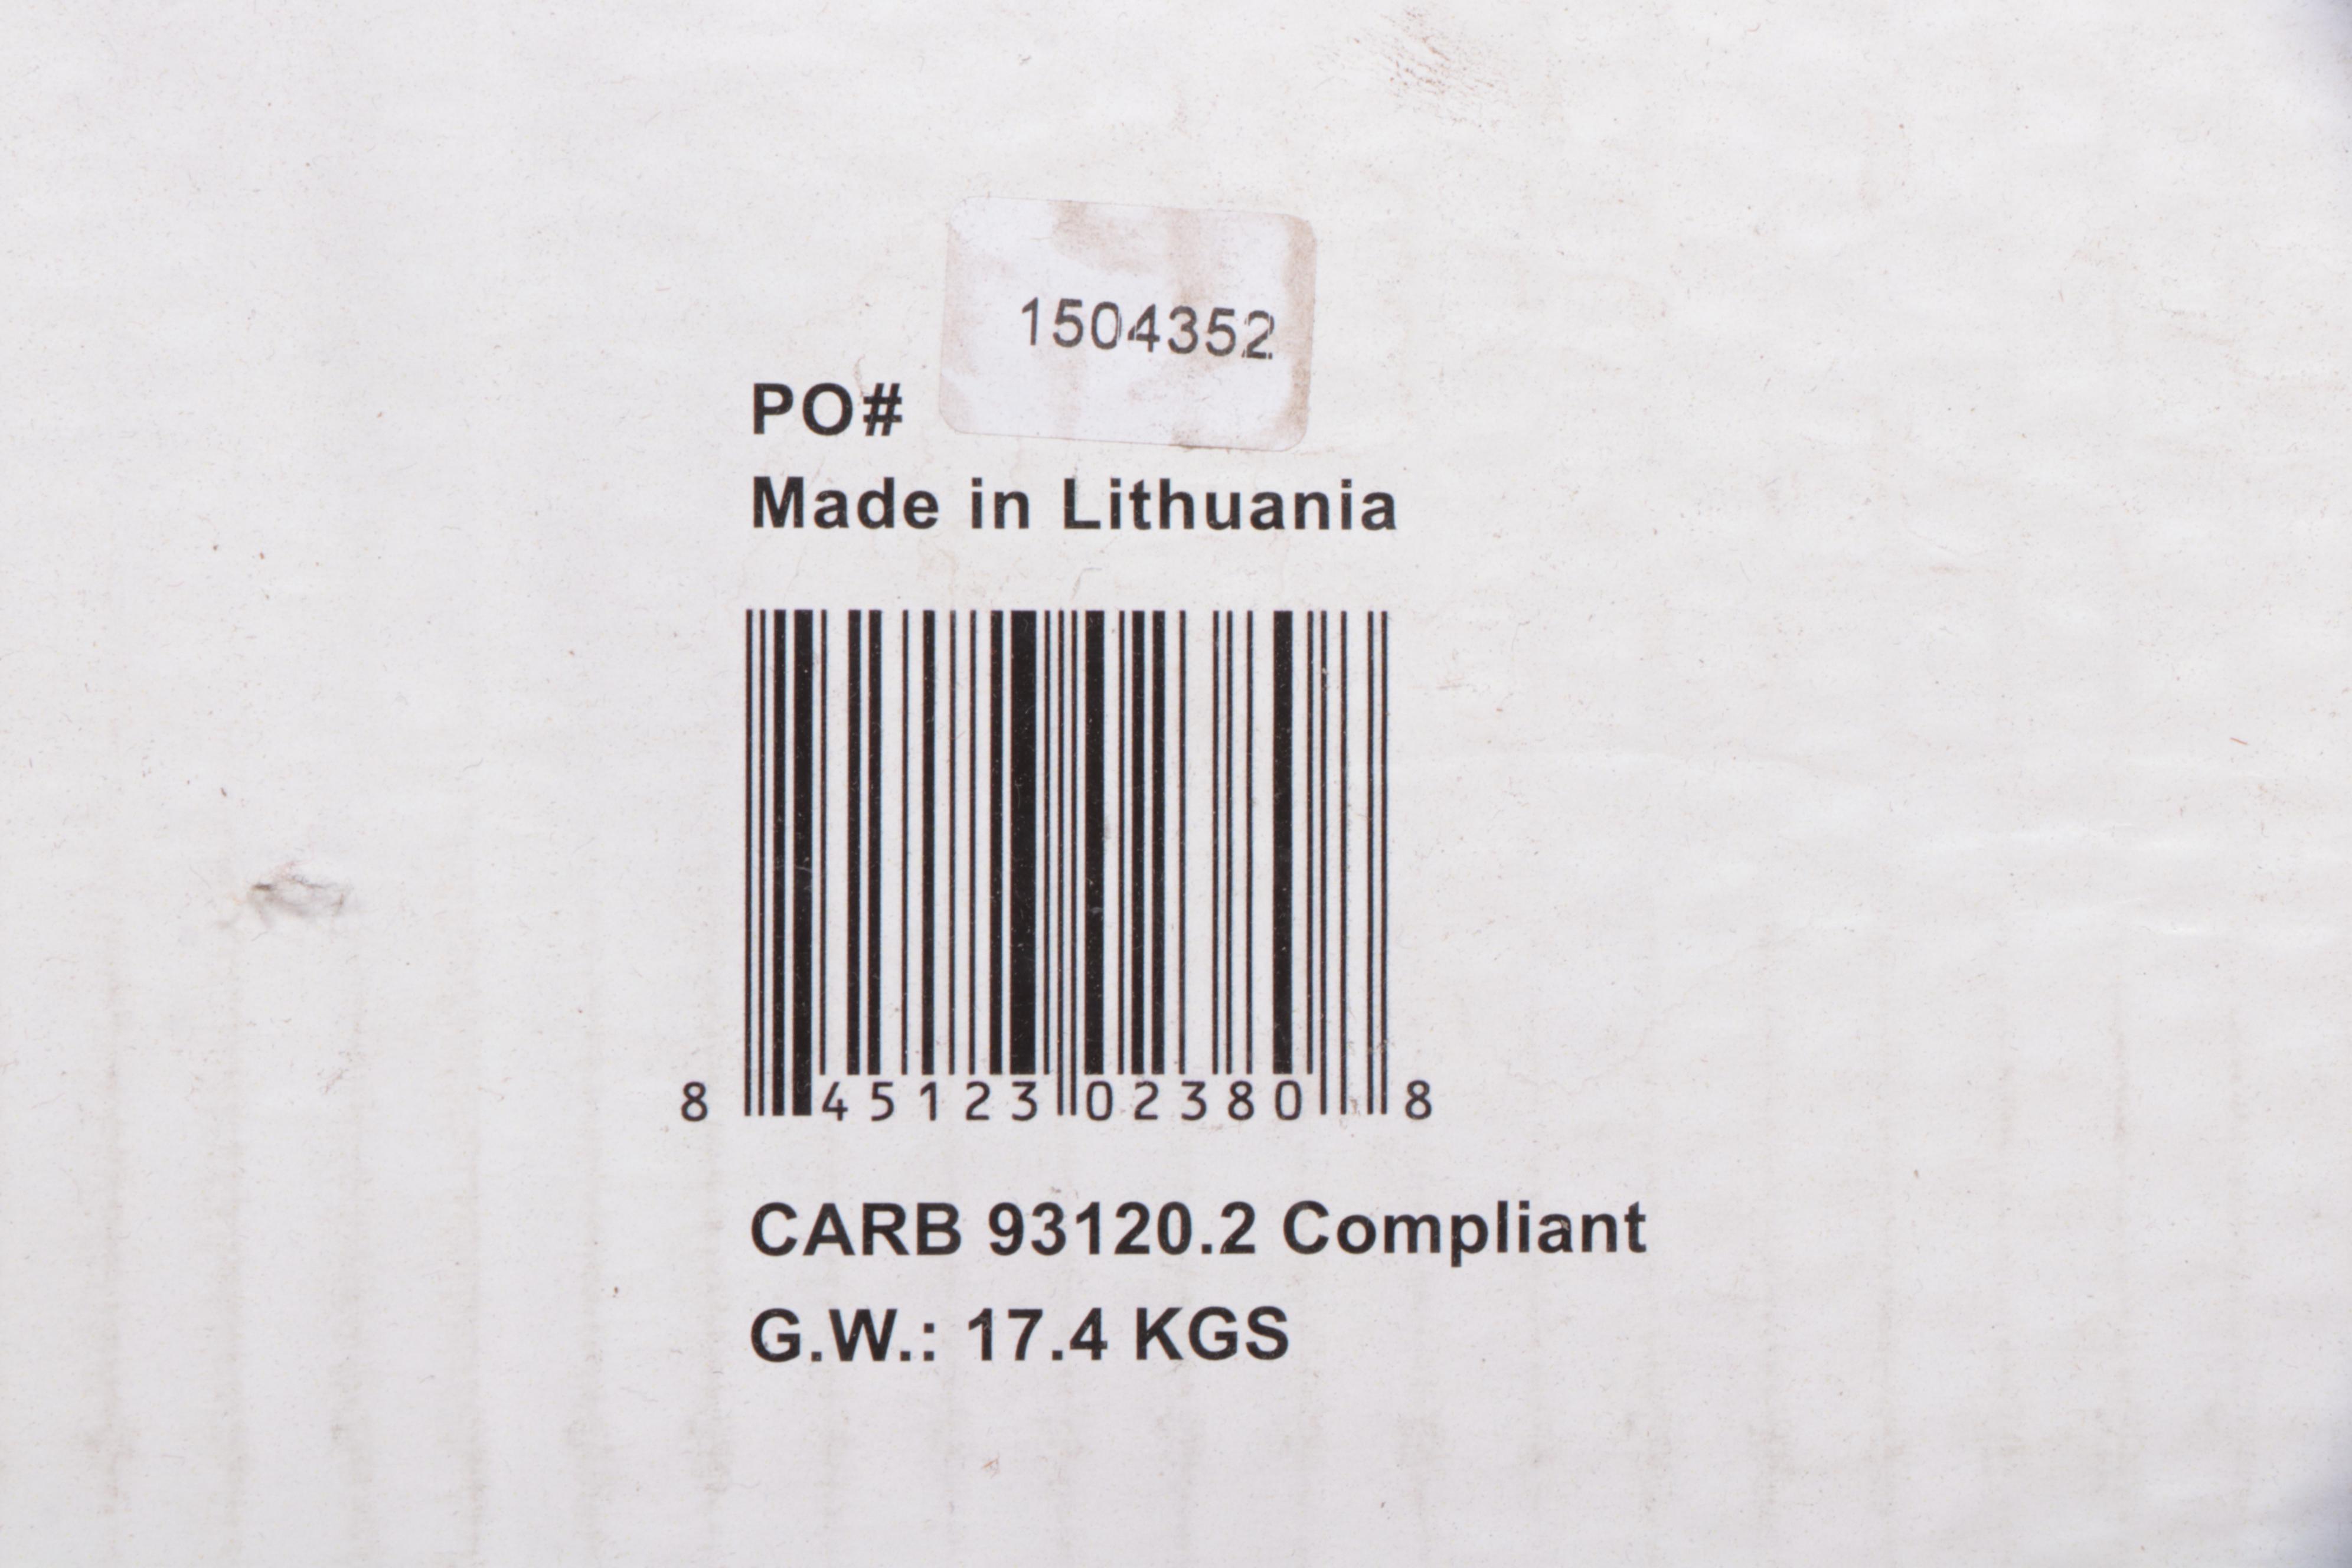 1504352
PO#
Made in Lithuania
8 45123 02380 8
CARB 93120.2 Compliant
G.W.: 17.4 KGS